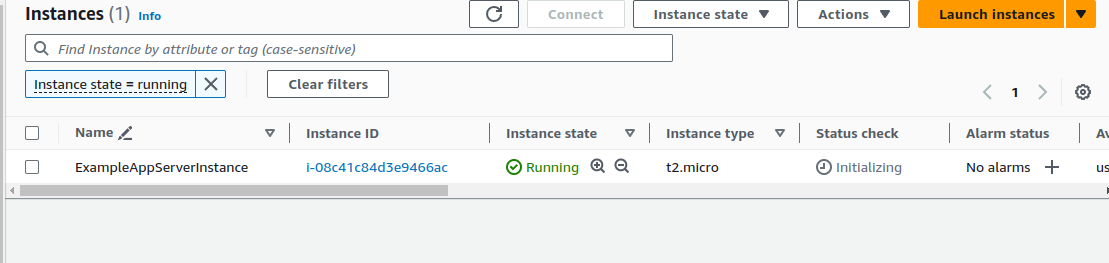 Instances (1) Info
Connect Instance state Actions Launch instances
Find Instance by attribute or tag (case-sensitive)
Instance state = running Clear filters
1
Name Instance ID Instance state Instance type Status check Alarm status Av
ExampleAppServerInstance i-08c41c84d3e9466ac Running t2.micro Initializing No alarms us